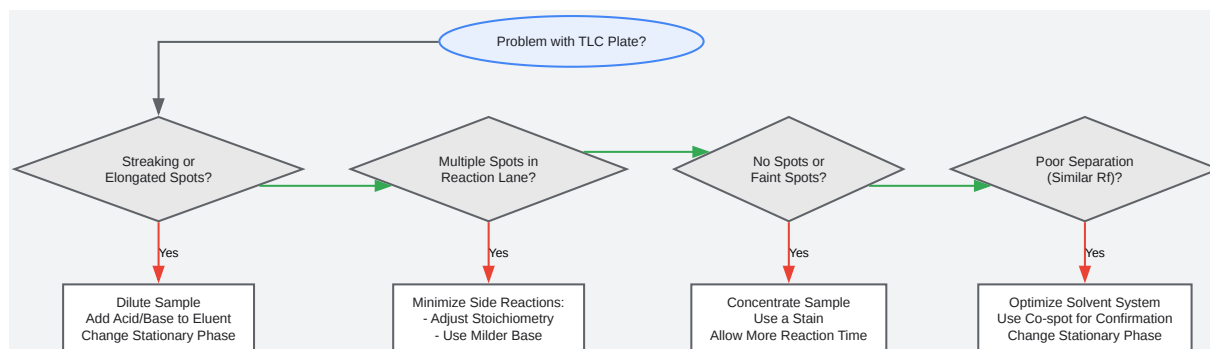 Problem with TLC Plate?
Streaking or
Elongated Spots?
Multiple Spots in
Reaction Lane?
No Spots or
Faint Spots?
Poor Separation
(Similar Rf)?
Yes
Yes
Yes
Yes
Dilute Sample
Add Acid/Base to Eluent
Change Stationary Phase
Minimize Side Reactions:
- Adjust Stoichiometry
- Use Milder Base
Concentrate Sample
Use a Stain
Allow More Reaction Time
Optimize Solvent System
Use Co-spot for Confirmation
Change Stationary Phase